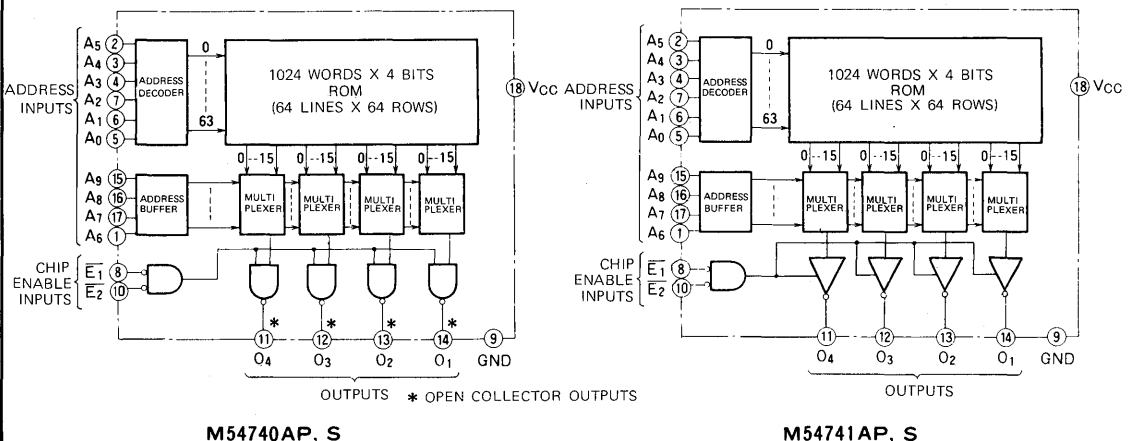 ADDRESS INPUTS
A5 2
A4 3
A3 4
A2 7
A1 6
A0 5
ADDRESS DECODER
0
63
1024 WORDS X 4 BITS
ROM
(64 LINES X 64 ROWS)
18 VCC
0--15 0--15 0--15 0--15
A9 15
A8 16
A7 17
A6 1
ADDRESS BUFFER
MULTI PLEXER
MULTI PLEXER
MULTI PLEXER
MULTI PLEXER
CHIP ENABLE INPUTS
E1 8
E2 10
* * * *
11 12 13 14 9
O4 O3 O2 O1 GND
OUTPUTS * OPEN COLLECTOR OUTPUTS
M54740AP, S
ADDRESS INPUTS
A5 2
A4 3
A3 4
A2 7
A1 6
A0 5
ADDRESS DECODER
0
63
1024 WORDS X 4 BITS
ROM
(64 LINES X 64 ROWS)
18 VCC
0--15 0--15 0--15 0--15
A9 15
A8 16
A7 17
A6 1
ADDRESS BUFFER
MULTI PLEXER
MULTI PLEXER
MULTI PLEXER
MULTI PLEXER
CHIP ENABLE INPUTS
E1 8
E2 10
11 12 13 14 9
O4 O3 O2 O1 GND
OUTPUTS
M54741AP, S